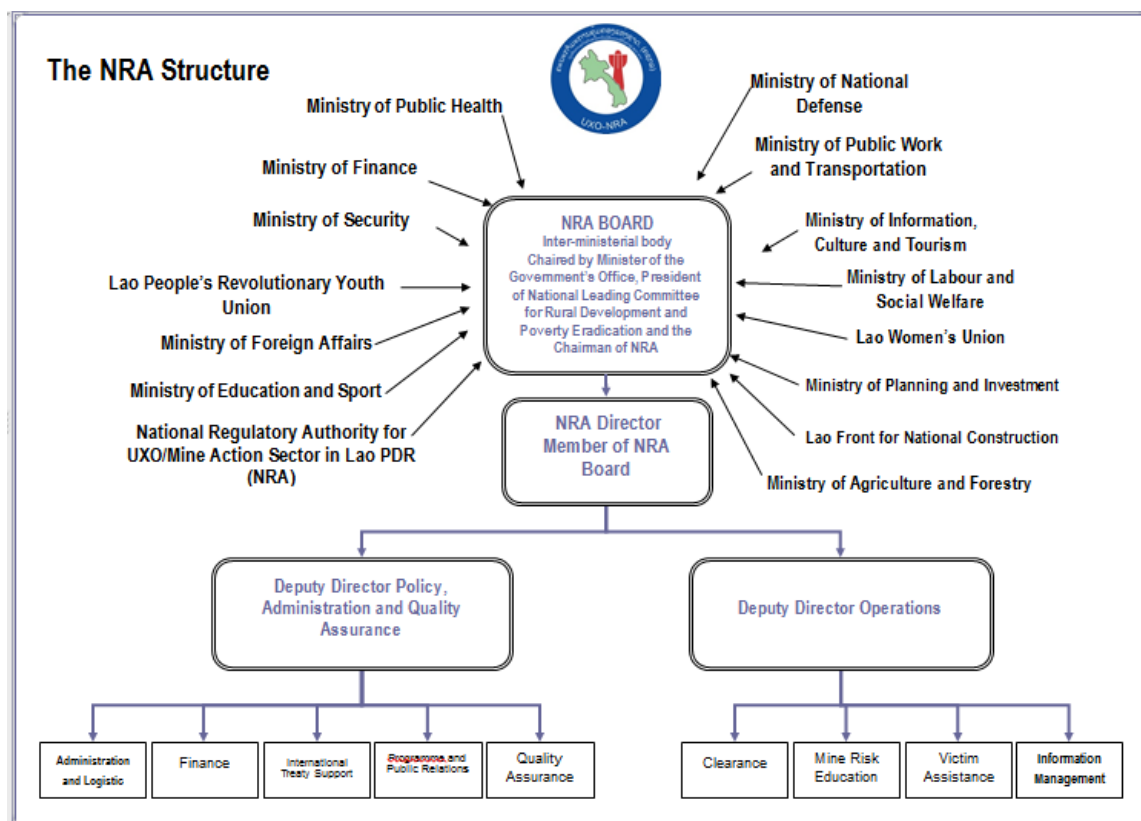 The NRA Structure
UXO-NRA
Ministry of Public Health
Ministry of Finance
Ministry of Security
Lao People's Revolutionary Youth
Union
Ministry of Foreign Affairs
Ministry of Education and Sport
National Regulatory Authority for
UXO/Mine Action Sector in Lao PDR
(NRA)
Ministry of National
Defense
Ministry of Public Work
and Transportation
Ministry of Information,
Culture and Tourism
Ministry of Labour and
Social Welfare
Lao Women's Union
Ministry of Planning and Investment
Lao Front for National Construction
Ministry of Agriculture and Forestry
NRA BOARD
Inter-ministerial body
Chaired by Minister of the
Government's Office, President
of National Leading Committee
for Rural Development and
Poverty Eradication and the
Chairman of NRA
NRA Director
Member of NRA
Board
Deputy Director Policy,
Administration and Quality
Assurance
Deputy Director Operations
Administration
and Logistic
Finance
International
Treaty Support
Programme and
Public Relations
Quality
Assurance
Clearance
Mine Risk
Education
Victim
Assistance
Information
Management